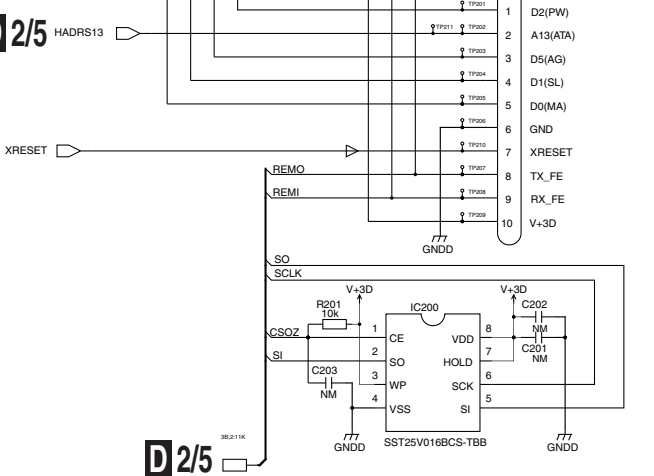 TP201
1 D2(PW)
D 2/5 HADRS13
TP211 TP202
2 A13(ATA)
TP203
3 D5(AG)
TP204
4 D1(SL)
TP205
5 D0(MA)
TP206
6 GND
XRESET
TP210
7 XRESET
REMO
TP207
8 TX_FE
REMI
TP208
9 RX_FE
TP209
10 V+3D
GNDD
SO
SCLK
V+3D
V+3D
R201
10k
IC200
C202
NM
CSOZ
1 CE
VDD 8
C201
NM
SI
2 SO
HOLD 7
C203
NM
3 WP
SCK 6
4 VSS
SI 5
GNDD
SST25V016BCS-TBB
GNDD
3B;2:11K
D 2/5